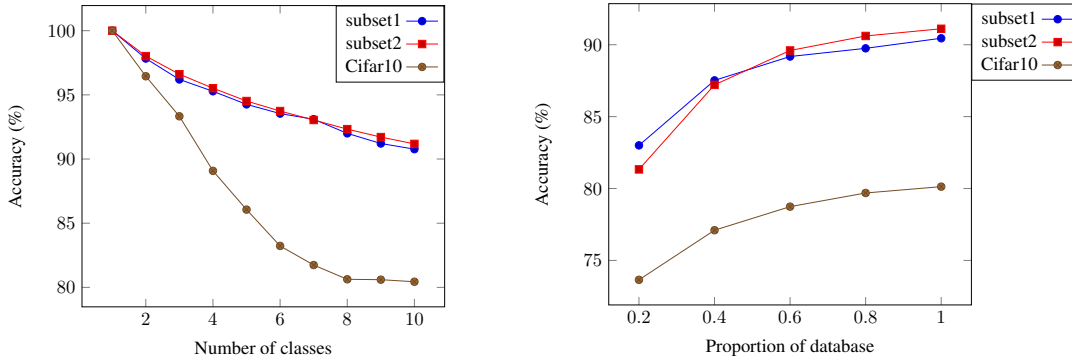 100
95
90
85
80
2
4
6
8
10
Accuracy (%)
Number of classes
subset1
subset2
Cifar10
90
85
80
75
0.2
0.4
0.6
0.8
1
Accuracy (%)
Proportion of database
subset1
subset2
Cifar10